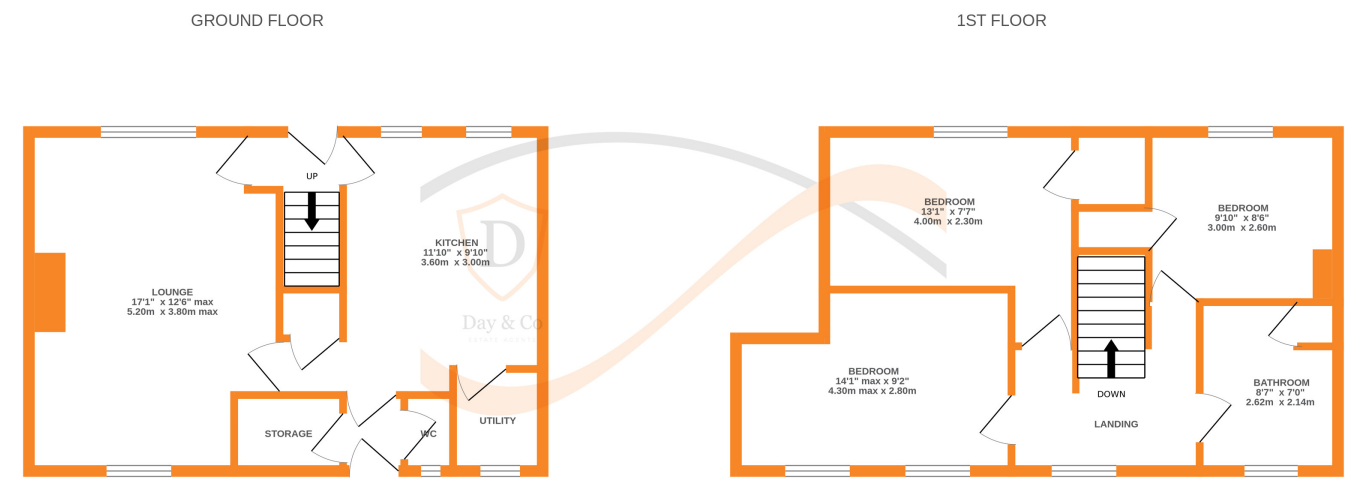 GROUND FLOOR
1ST FLOOR
UP
LOUNGE
17'1" x 12'6" max
5.20m x 3.80m max
KITCHEN
11'10" x 9'10"
3.60m x 3.00m
D
Day & Co
ESTATE AGENTS
STORAGE
WC
UTILITY
BEDROOM
13'1" x 7'7"
4.00m x 2.30m
BEDROOM
9'10" x 8'6"
3.00m x 2.60m
BEDROOM
14'1" max x 9'2"
4.30m max x 2.80m
DOWN
LANDING
BATHROOM
8'7" x 7'0"
2.62m x 2.14m